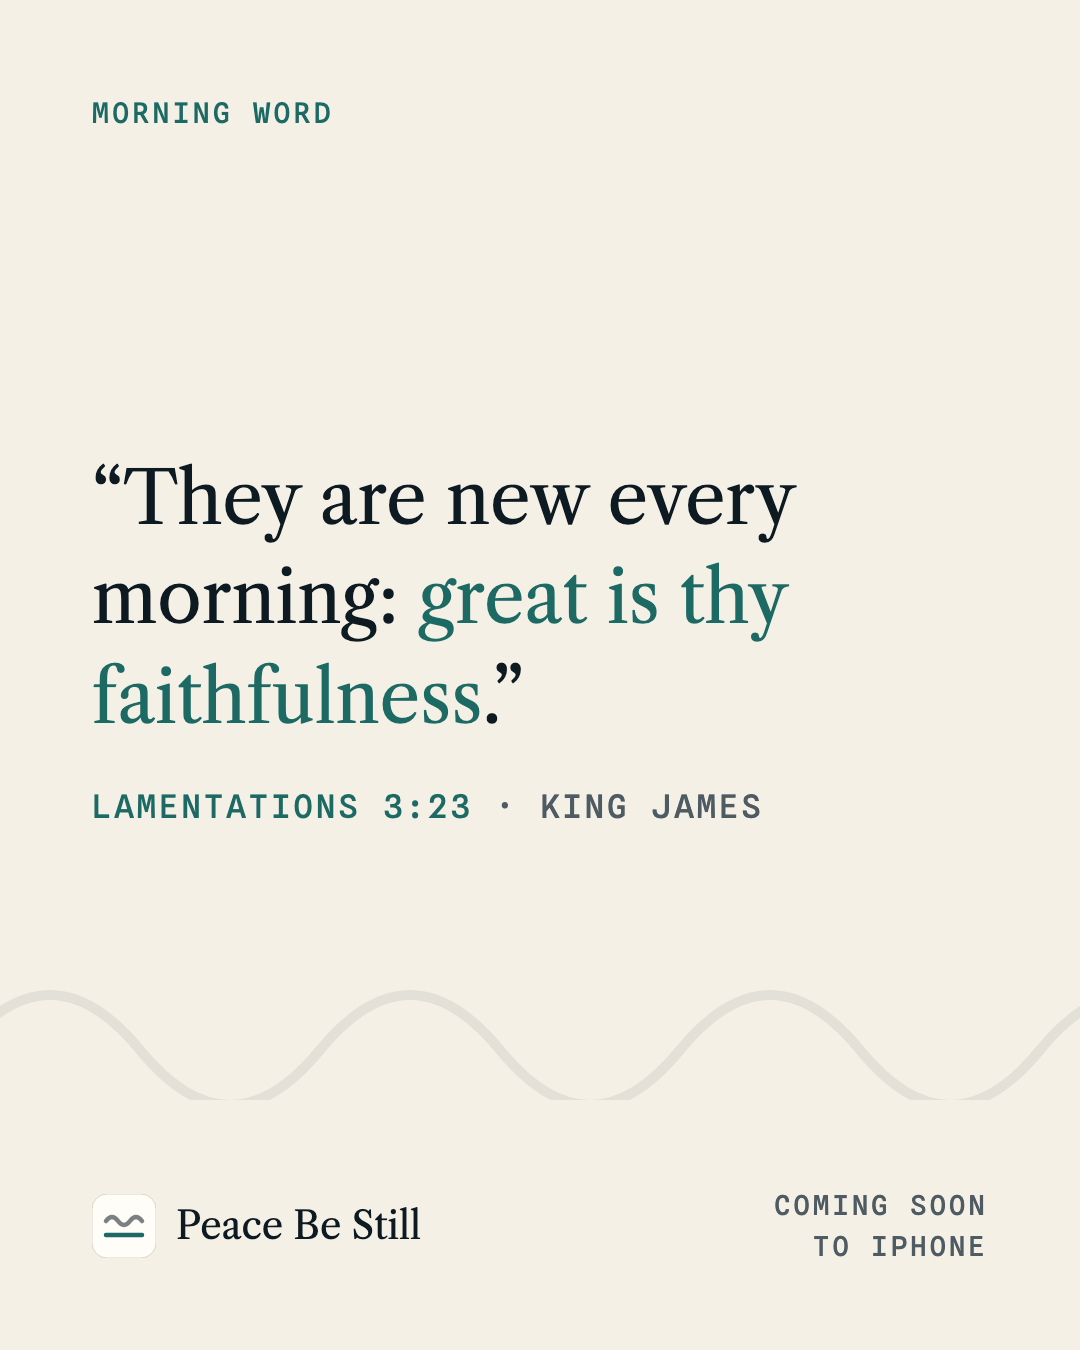 MORNING WORD
“They are new every
morning: great is thy
faithfulness.”
LAMENTATIONS 3:23 · KING JAMES
Peace Be Still
COMING SOON
TO IPHONE